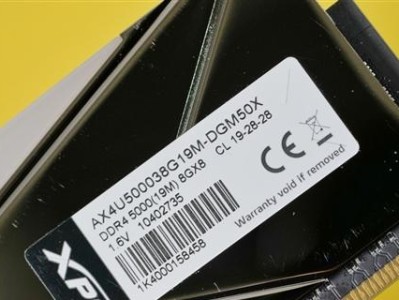 AX4U500038G19M-DGM50X
DDR4 5000(19M) 8GX8 CL 19-28-28
1.6V 10402735
1K4000158458
CE
Warranty void if removed
XP